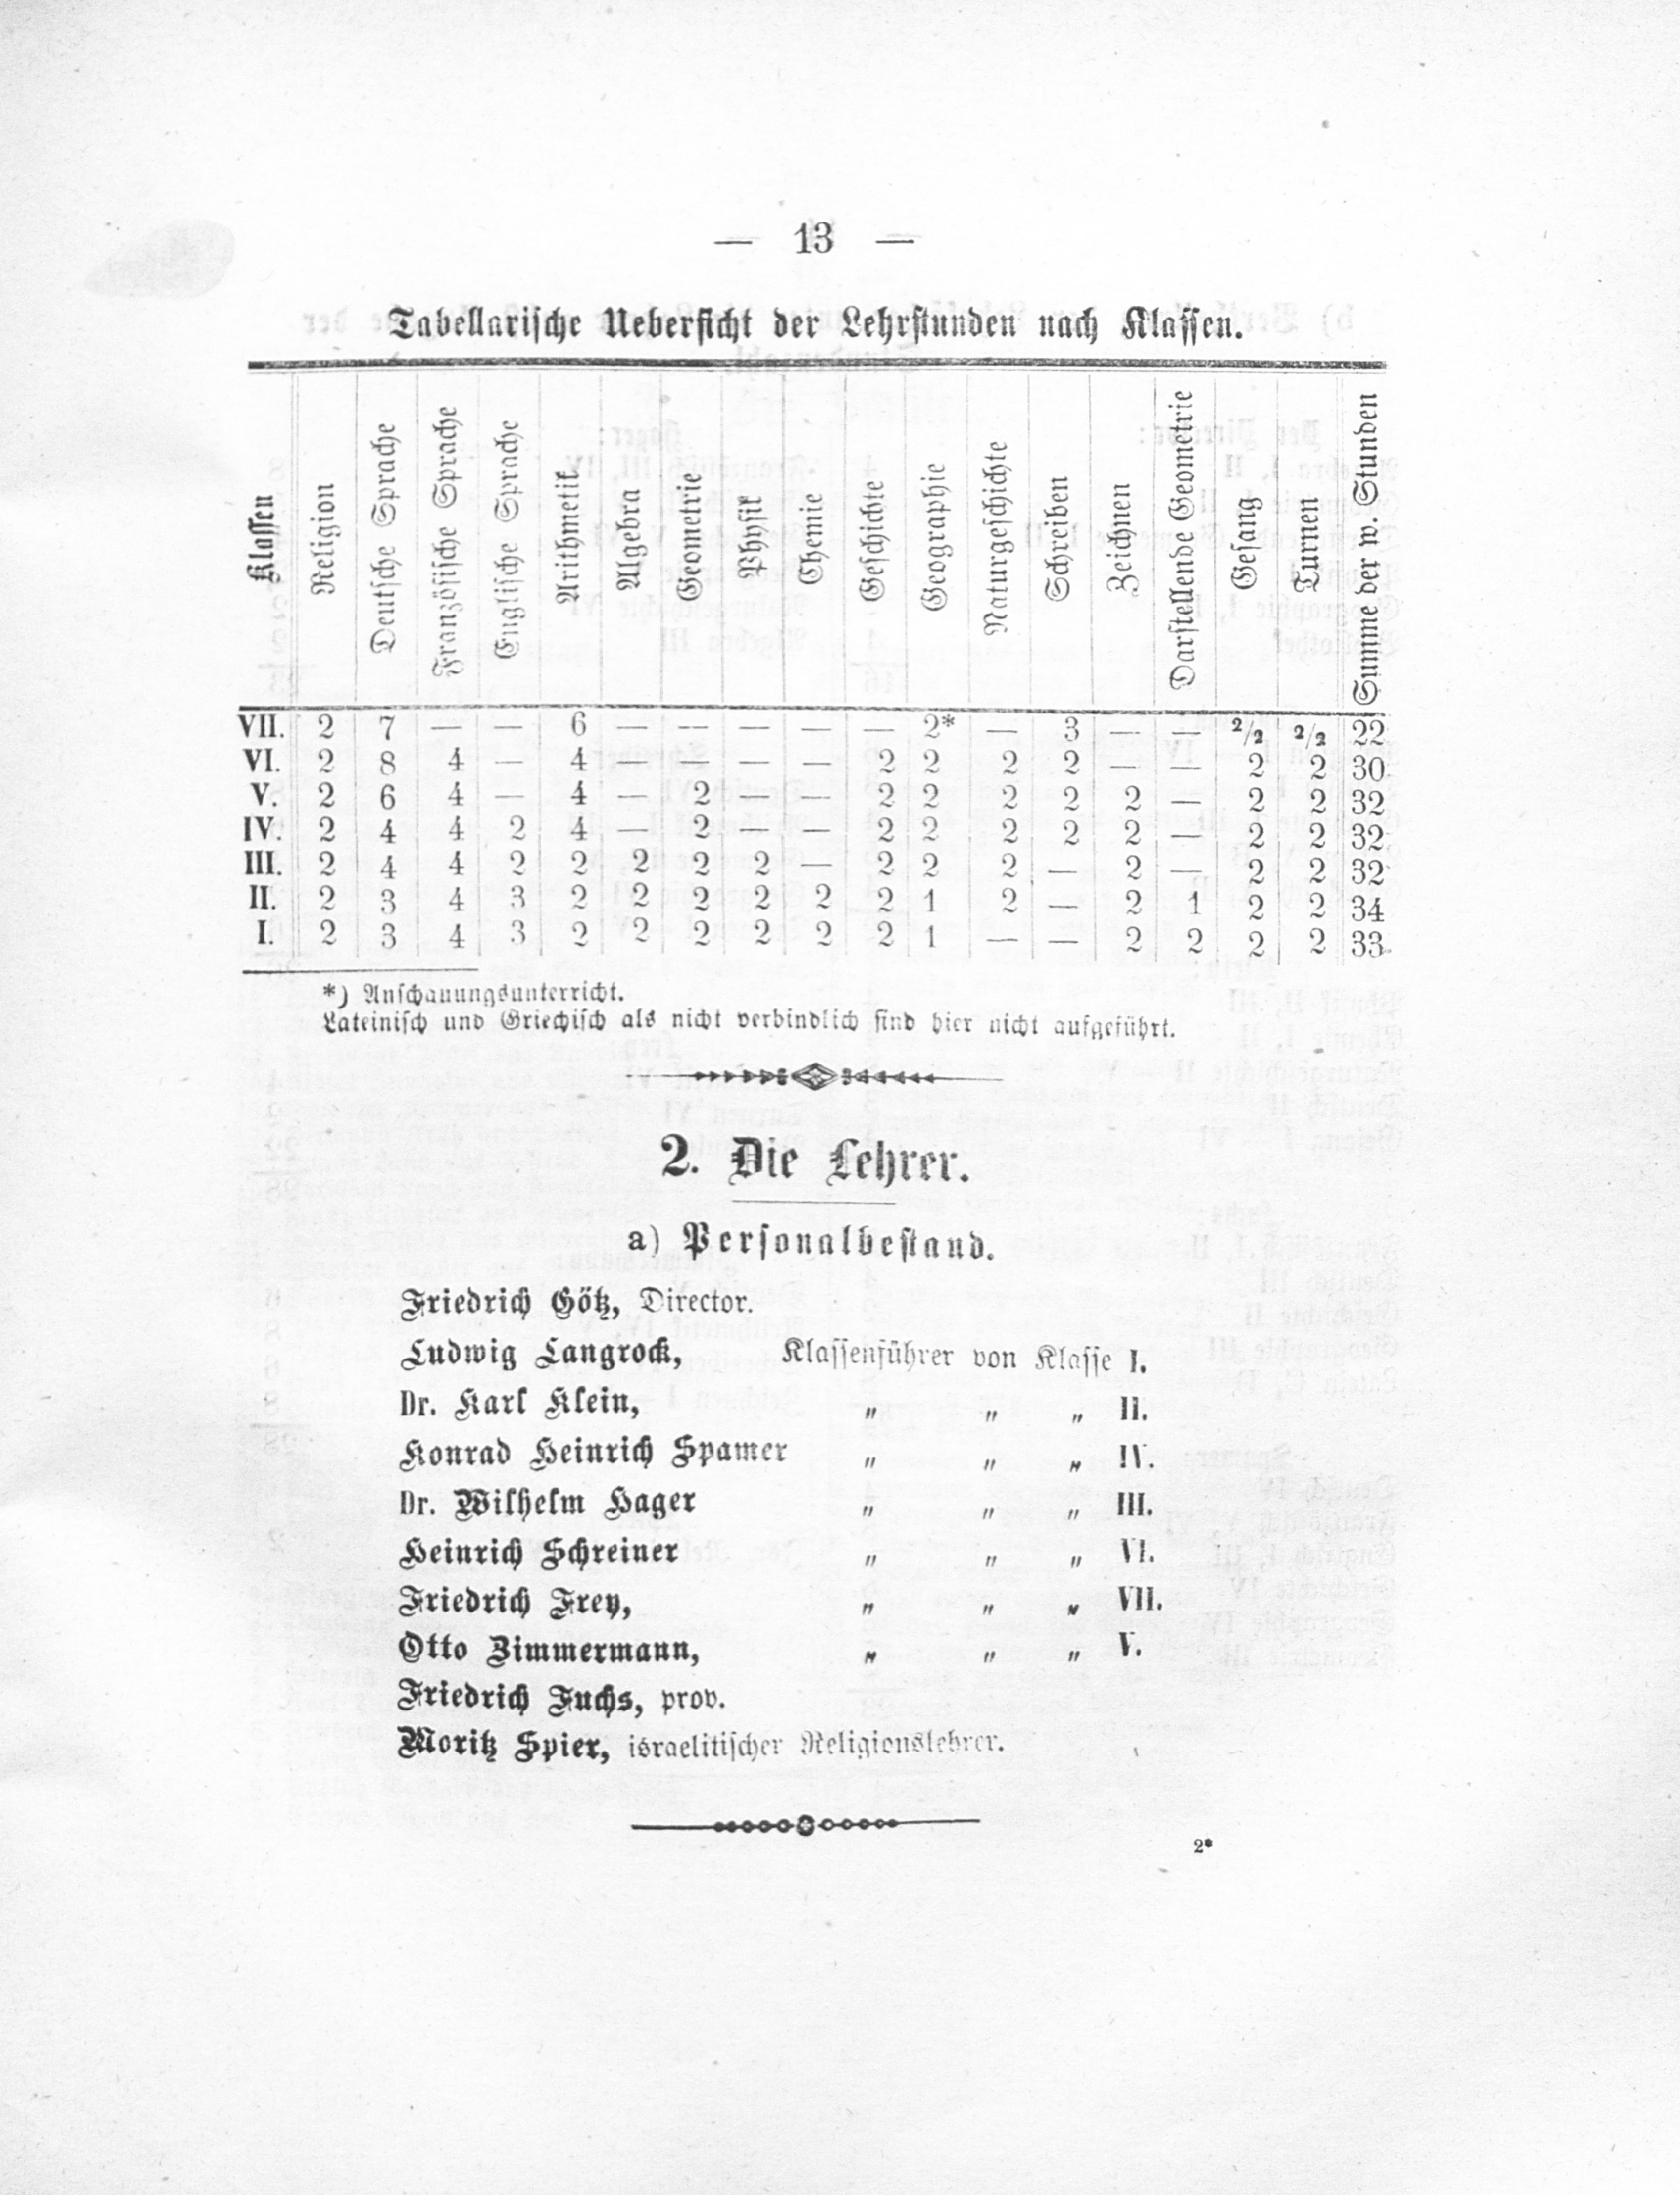 — 13 —
Tabellarische Uebersicht der Lehrstunden nach Klassen.
Klassen Religion Deutsche Sprache Französische Sprache Englische Sprache Arithmetik Algebra Geometrie Physik Chemie Geschichte Geographie Naturgeschichte Schreiben Zeichnen Darstellende Geometrie Gesang Turnen Summe der w. Stunden
VII. 2 7 — — 6 — — — — — 2* — 3 — — 2/2 2/2 22
VI. 2 8 4 — 4 — — — — 2 2 2 2 — — 2 2 30
V. 2 6 4 — 4 — 2 — — 2 2 2 2 2 — 2 2 32
IV. 2 4 4 2 4 — 2 — — 2 2 2 2 2 — 2 2 32
III. 2 4 4 2 2 2 2 2 — 2 2 2 — 2 — 2 2 32
II. 2 3 4 3 2 2 2 2 2 2 1 2 — 2 1 2 2 34
I. 2 3 4 3 2 2 2 2 2 2 1 — — 2 2 2 2 33
*) Anschauungsunterricht.
Lateinisch und Griechisch als nicht verbindlich sind hier nicht aufgeführt.
2. Die Lehrer.
a) Personalbestand.
Friedrich Götz, Director.
Ludwig Langrock, Klassenführer von Klasse I.
Dr. Karl Klein, „ „ „ II.
Konrad Heinrich Spamer „ „ „ IV.
Dr. Wilhelm Hager „ „ „ III.
Heinrich Schreiner „ „ „ VI.
Friedrich Frey, „ „ „ VII.
Otto Zimmermann, „ „ „ V.
Friedrich Fuchs, prov.
Moritz Spier, israelitischer Religionslehrer.
2*